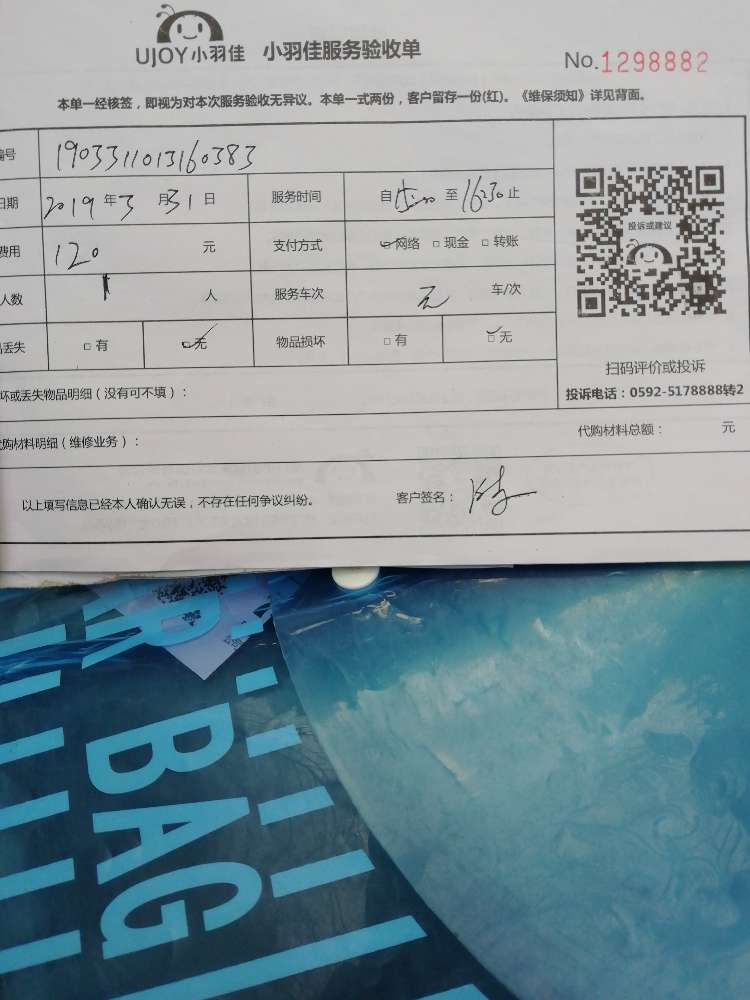 UJOY小羽佳 小羽佳服务验收单 No.1298882
本单一经核签，即视为对本次服务验收无异议。本单一式两份，客户留存一份(红)。《维保须知》详见背面。
编号 1903311013160383
日期 2019年3月31日 服务时间 自15:00至16:30止
费用 120元 支付方式 ☑网络 □现金 □转账
人数 1人 服务车次 无 车/次
丢失 □有 ☑无 物品损坏 □有 ☑无
投诉或建议
扫码评价或投诉
投诉电话：0592-5178888转2
坏或丢失物品明细（没有可不填）：
代购材料明细（维修业务）： 代购材料总额： 元
以上填写信息已经本人确认无误，不存在任何争议纠纷。 客户签名：
BAG